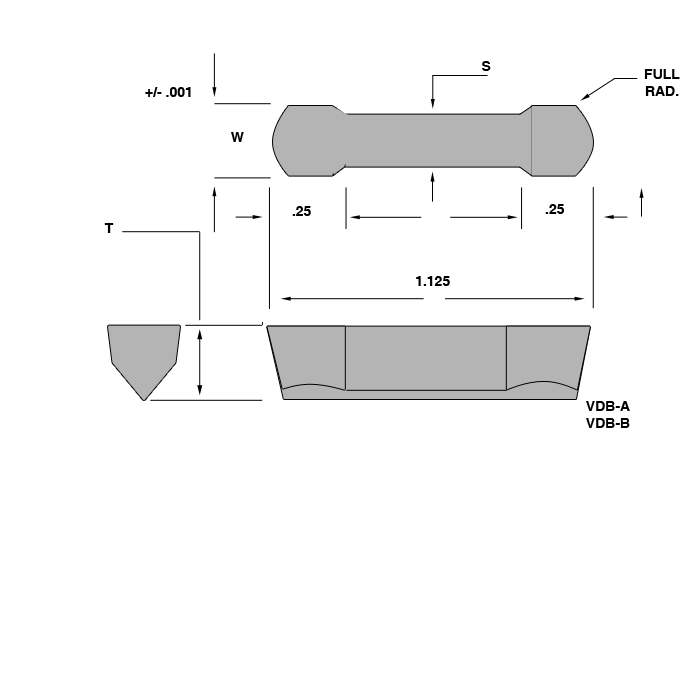 S
FULL
RAD.
+/- .001
W
.25
.25
T
1.125
VDB-A
VDB-B